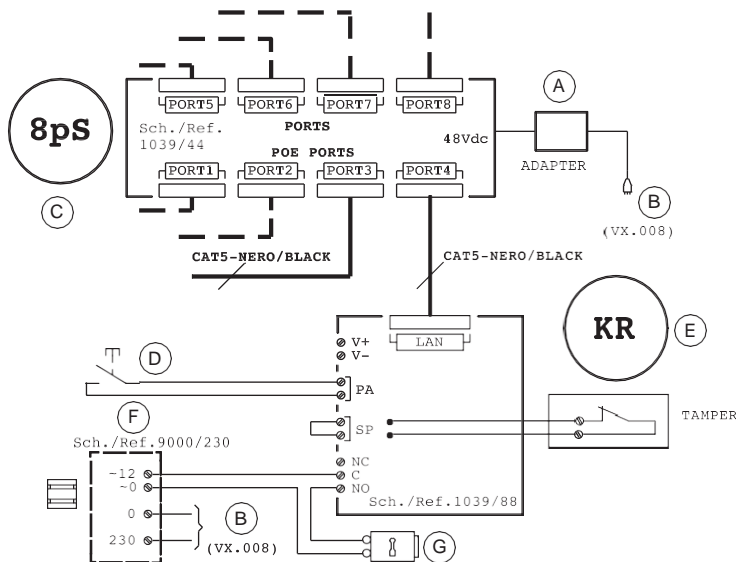 PORT5 PORT6 PORT7 PORT8
A
8pS
Sch./Ref.
1039/44
PORTS
48Vdc
POE PORTS
ADAPTER
PORT1 PORT2 PORT3 PORT4
C
B
(VX.008)
CAT5-NERO/BLACK
CAT5-NERO/BLACK
KR
E
LAN
V+
V-
D
PA
F
SP
TAMPER
Sch./Ref.9000/230
NC
~12
C
~0
NO
Sch./Ref.1039/88
0
B
(VX.008)
230
G